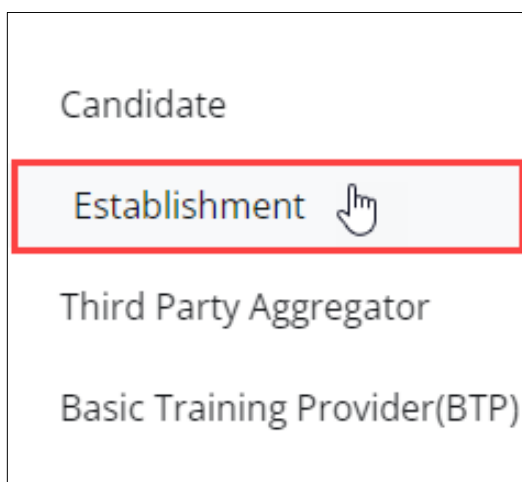 Candidate
Establishment
Third Party Aggregator
Basic Training Provider(BTP)